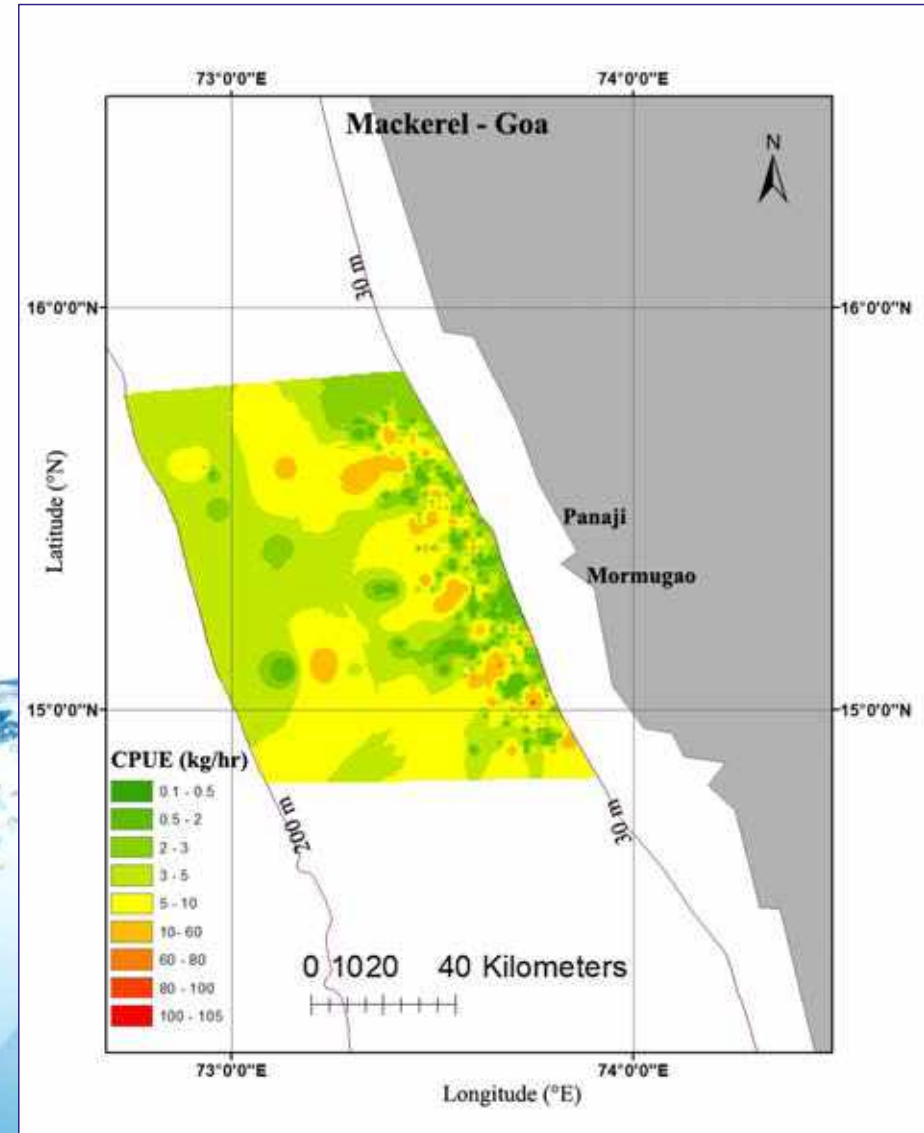 73°0'0"E
74°0'0"E
Mackerel - Goa
N
30 m
16°0'0"N
16°0'0"N
Latitude (°N)
Panaji
Mormugao
15°0'0"N
15°0'0"N
CPUE (kg/hr)
0.1 - 0.5
0.5 - 2
2 - 3
3 - 5
5 - 10
10- 60
60 - 80
80 - 100
100 - 105
200 m
30 m
0 1020 40 Kilometers
73°0'0"E
74°0'0"E
Longitude (°E)